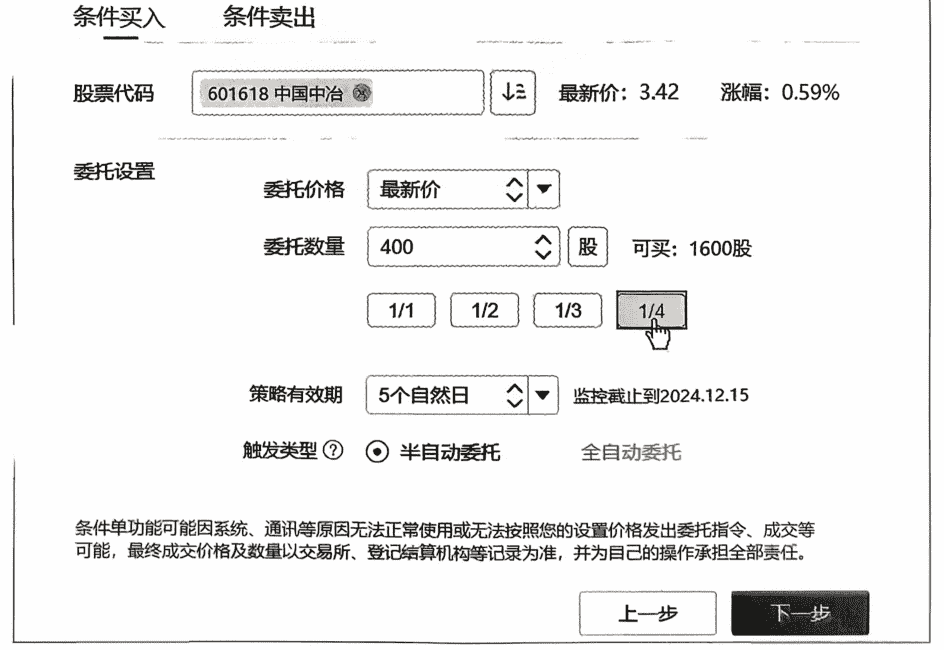 条件买入 条件卖出
股票代码 601618 中国中冶 最新价：3.42 涨幅：0.59%
委托设置
委托价格 最新价
委托数量 400 股 可买：1600股
1/1 1/2 1/3 1/4
策略有效期 5个自然日 监控截止到2024.12.15
触发类型? 半自动委托 全自动委托
条件单功能可能因系统、通讯等原因无法正常使用或无法按照您的设置价格发出委托指令、成交等
可能，最终成交价格及数量以交易所、登记结算机构等记录为准，并为自己的操作承担全部责任。
上一步 下一步